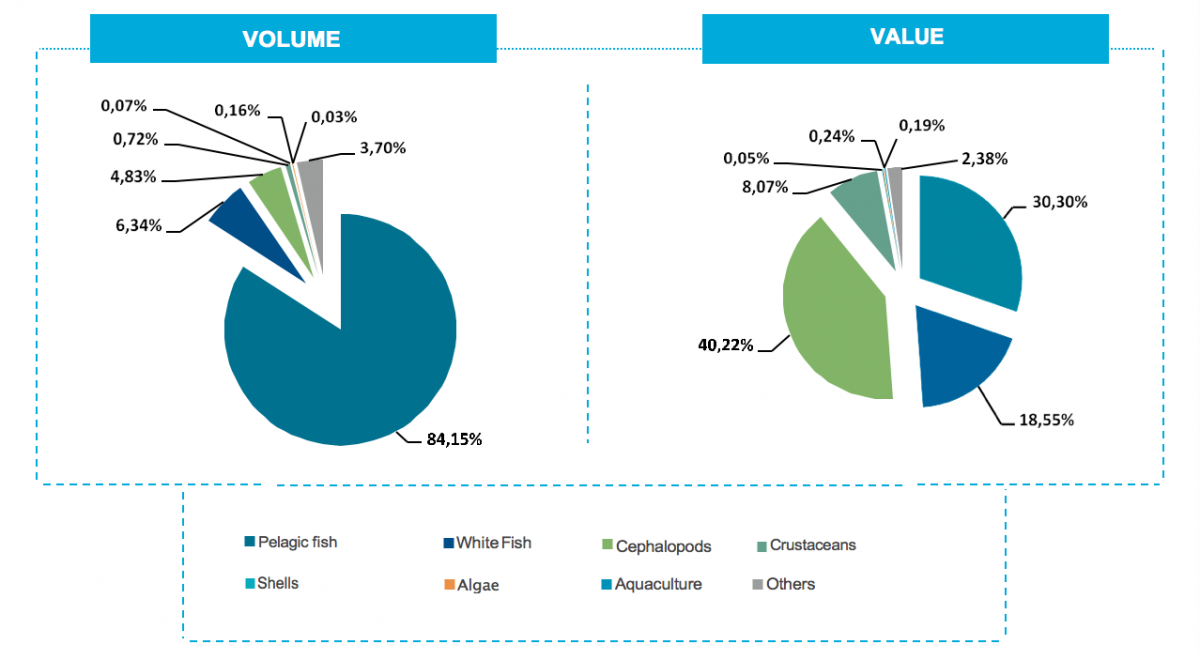 VOLUME
VALUE
0,07%
0,16%
0,03%
0,72%
3,70%
4,83%
6,34%
84,15%
0,24%
0,19%
0,05%
2,38%
8,07%
30,30%
40,22%
18,55%
Pelagic fish
White Fish
Cephalopods
Crustaceans
Shells
Algae
Aquaculture
Others